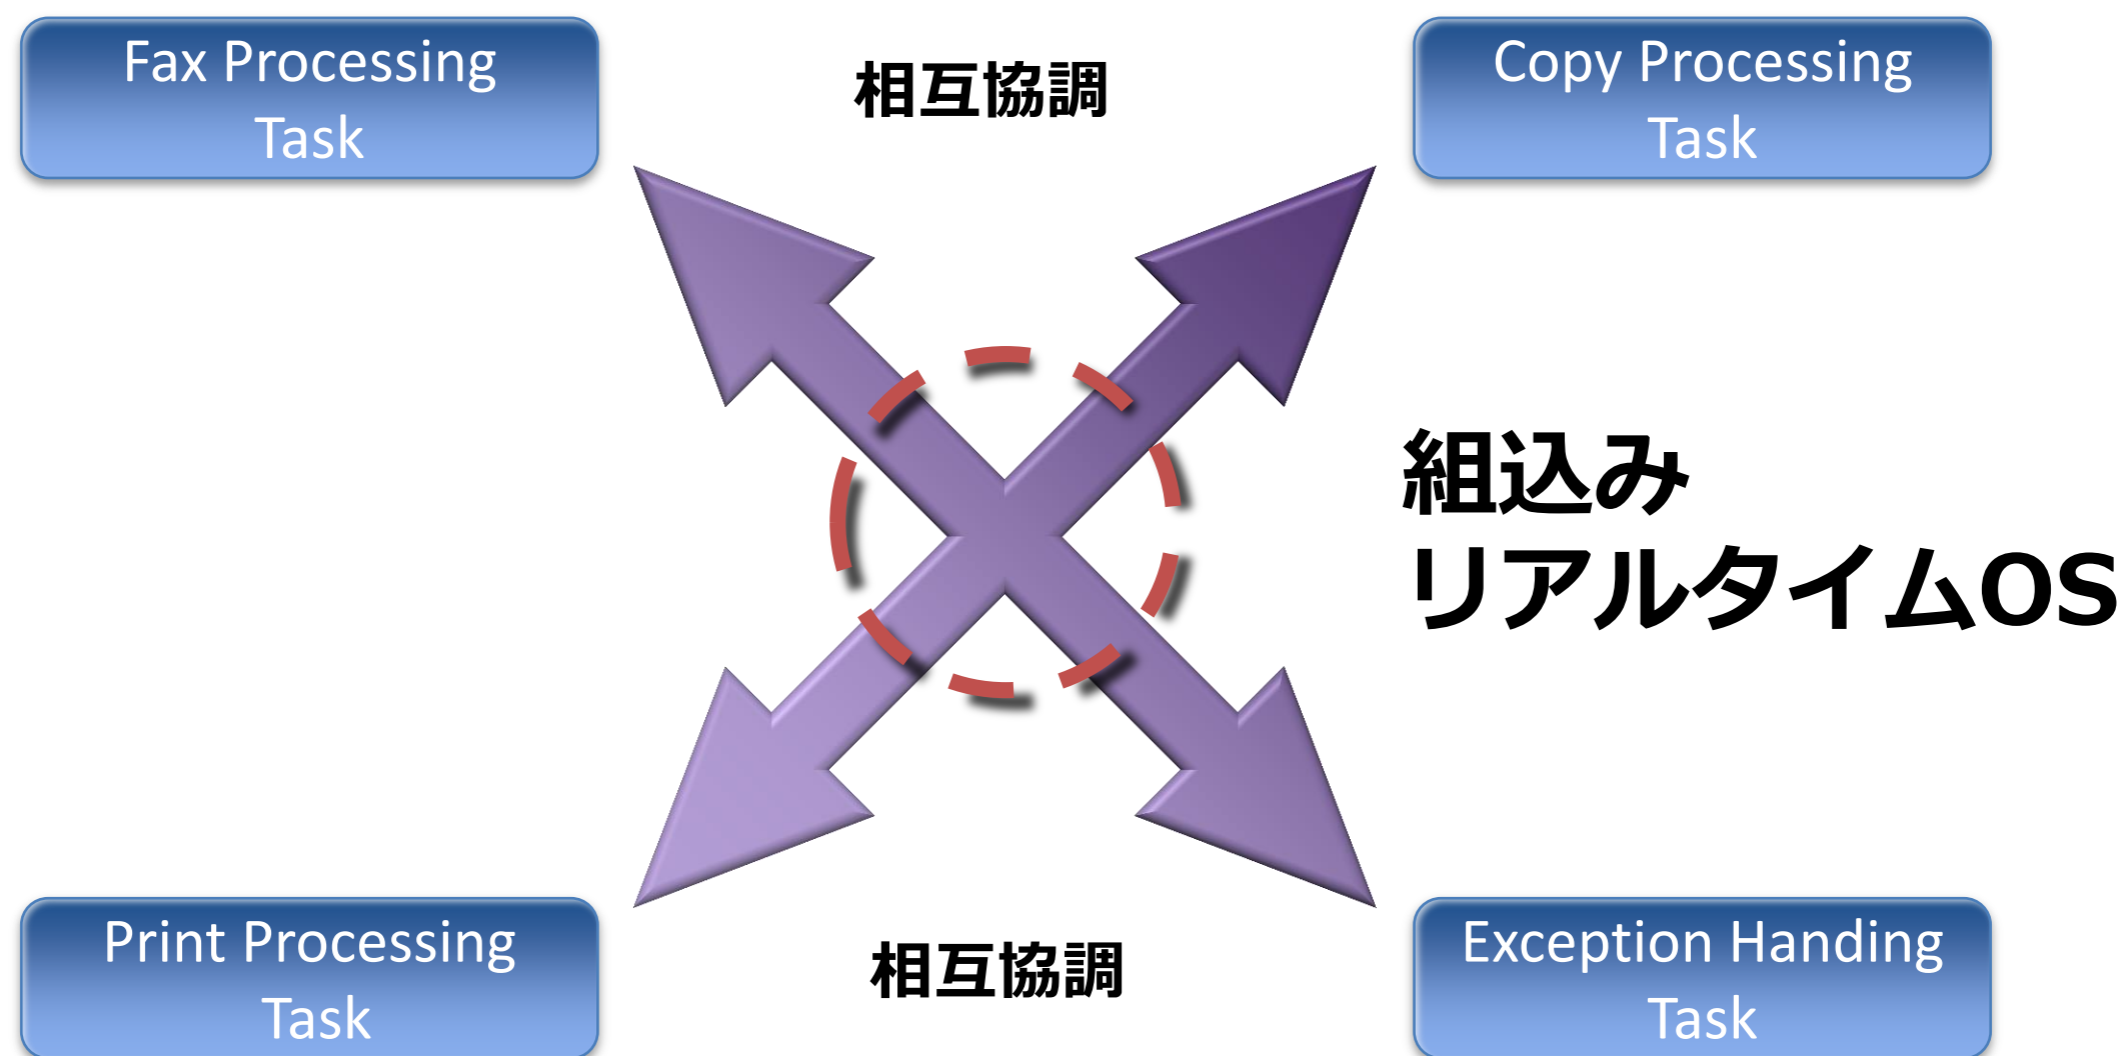 Fax Processing
Task
相互協調
Copy Processing
Task
組込み
リアルタイムOS
Print Processing
Task
相互協調
Exception Handing
Task